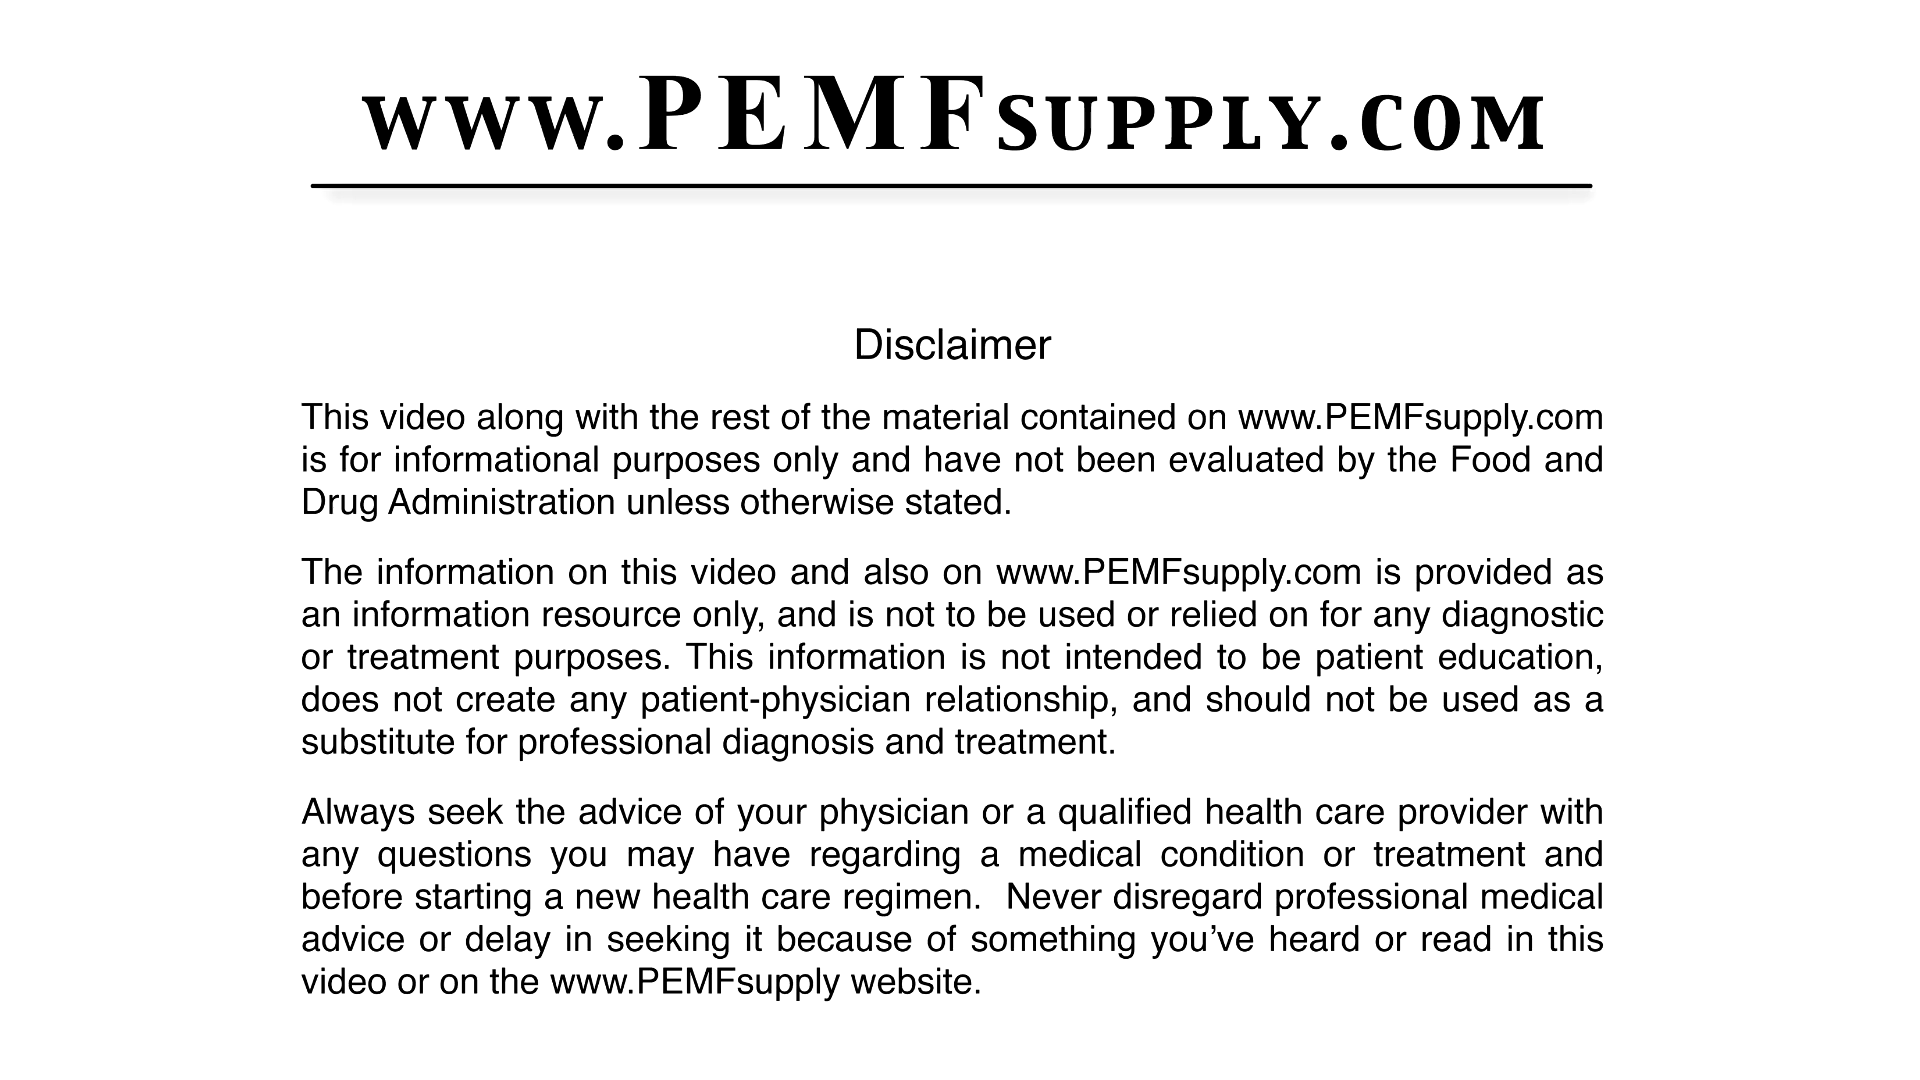 www.PEMFsupply.com
Disclaimer
This video along with the rest of the material contained on www.PEMFsupply.com
is for informational purposes only and have not been evaluated by the Food and
Drug Administration unless otherwise stated.
The information on this video and also on www.PEMFsupply.com is provided as
an information resource only, and is not to be used or relied on for any diagnostic
or treatment purposes. This information is not intended to be patient education,
does not create any patient-physician relationship, and should not be used as a
substitute for professional diagnosis and treatment.
Always seek the advice of your physician or a qualified health care provider with
any questions you may have regarding a medical condition or treatment and
before starting a new health care regimen.  Never disregard professional medical
advice or delay in seeking it because of something you’ve heard or read in this
video or on the www.PEMFsupply website.